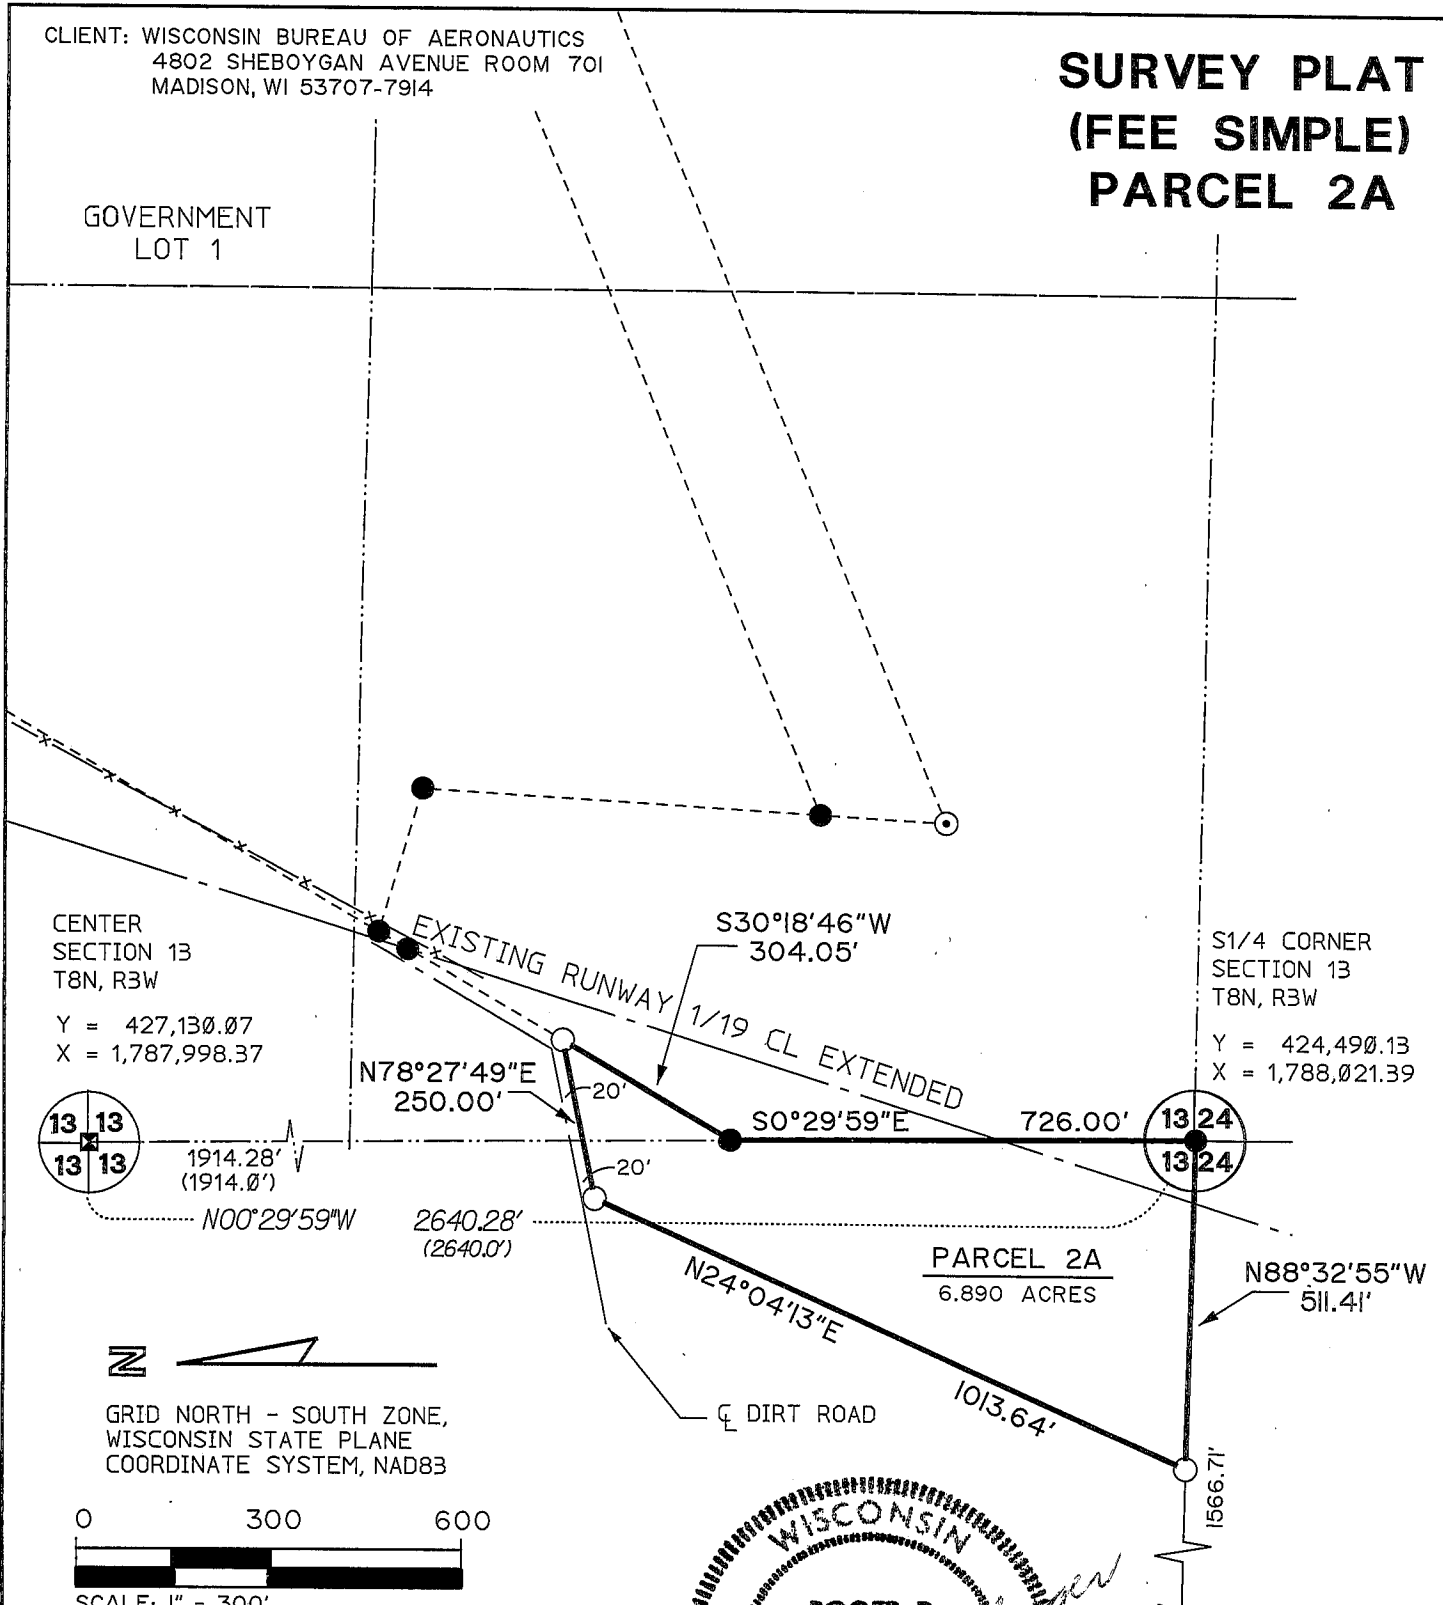 CLIENT: WISCONSIN BUREAU OF AERONAUTICS
4802 SHEBOYGAN AVENUE ROOM 701
MADISON, WI 53707-7914
SURVEY PLAT
(FEE SIMPLE)
PARCEL 2A
GOVERNMENT
LOT 1
EXISTING RUNWAY 1/19 CL EXTENDED
S30°18'46"W
304.05'
CENTER
SECTION 13
T8N, R3W
Y = 427,130.07
X = 1,787,998.37
S1/4 CORNER
SECTION 13
T8N, R3W
Y = 424,490.13
X = 1,788,021.39
N78°27'49"E
250.00'
20'
20'
S0°29'59"E 726.00'
13 13
13 13
13 24
13 24
1914.28'
(1914.0')
N00°29'59"W
2640.28'
(2640.0')
PARCEL 2A
6.890 ACRES
N88°32'55"W
511.41'
N24°04'13"E
1013.64'
1566.71'
℄ DIRT ROAD
N
GRID NORTH - SOUTH ZONE,
WISCONSIN STATE PLANE
COORDINATE SYSTEM, NAD83
0 300 600
SCALE: 1" = 300'
WISCONSIN